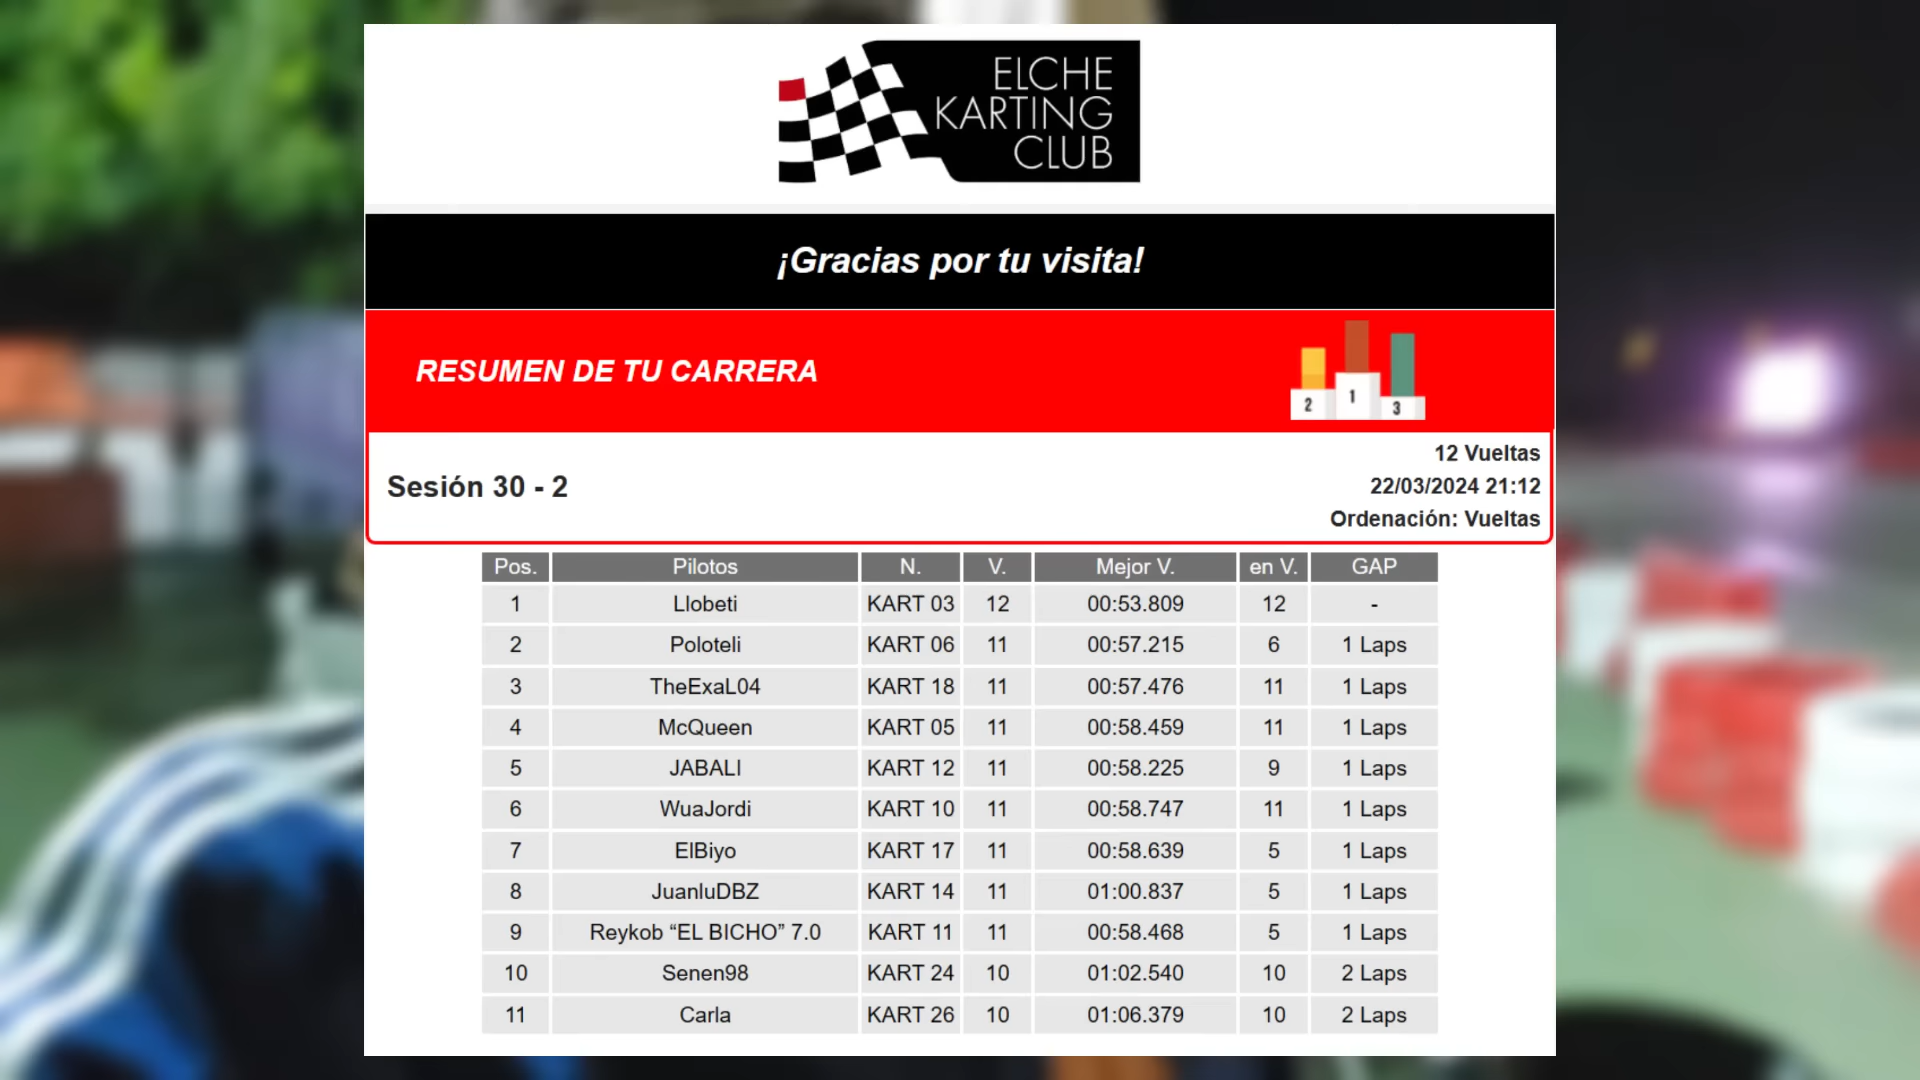 ELCHE
KARTING
CLUB
¡Gracias por tu visita!
RESUMEN DE TU CARRERA
2 1 3
12 Vueltas
Sesión 30 - 2
22/03/2024 21:12
Ordenación: Vueltas
Pos. Pilotos N. V. Mejor V. en V. GAP
1 Llobeti KART 03 12 00:53.809 12 -
2 Poloteli KART 06 11 00:57.215 6 1 Laps
3 TheExaL04 KART 18 11 00:57.476 11 1 Laps
4 McQueen KART 05 11 00:58.459 11 1 Laps
5 JABALI KART 12 11 00:58.225 9 1 Laps
6 WuaJordi KART 10 11 00:58.747 11 1 Laps
7 ElBiyo KART 17 11 00:58.639 5 1 Laps
8 JuanluDBZ KART 14 11 01:00.837 5 1 Laps
9 Reykob “EL BICHO” 7.0 KART 11 11 00:58.468 5 1 Laps
10 Senen98 KART 24 10 01:02.540 10 2 Laps
11 Carla KART 26 10 01:06.379 10 2 Laps